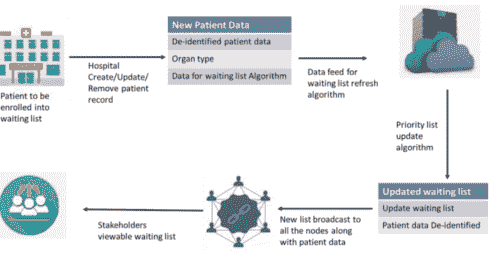 Patient to be
enrolled into
waiting list
Hospital
Create/Update/
Remove patient
record
New Patient Data
De-identified patient data
Organ type
Data for waiting list Algorithm
Data feed for
waiting list refresh
algorithm
Priority list
update
algorithm
Updated waiting list
Update waiting list
Patient data De-identified
New list broadcast to
all the nodes along
with patient data
Stakeholders
viewable waiting list